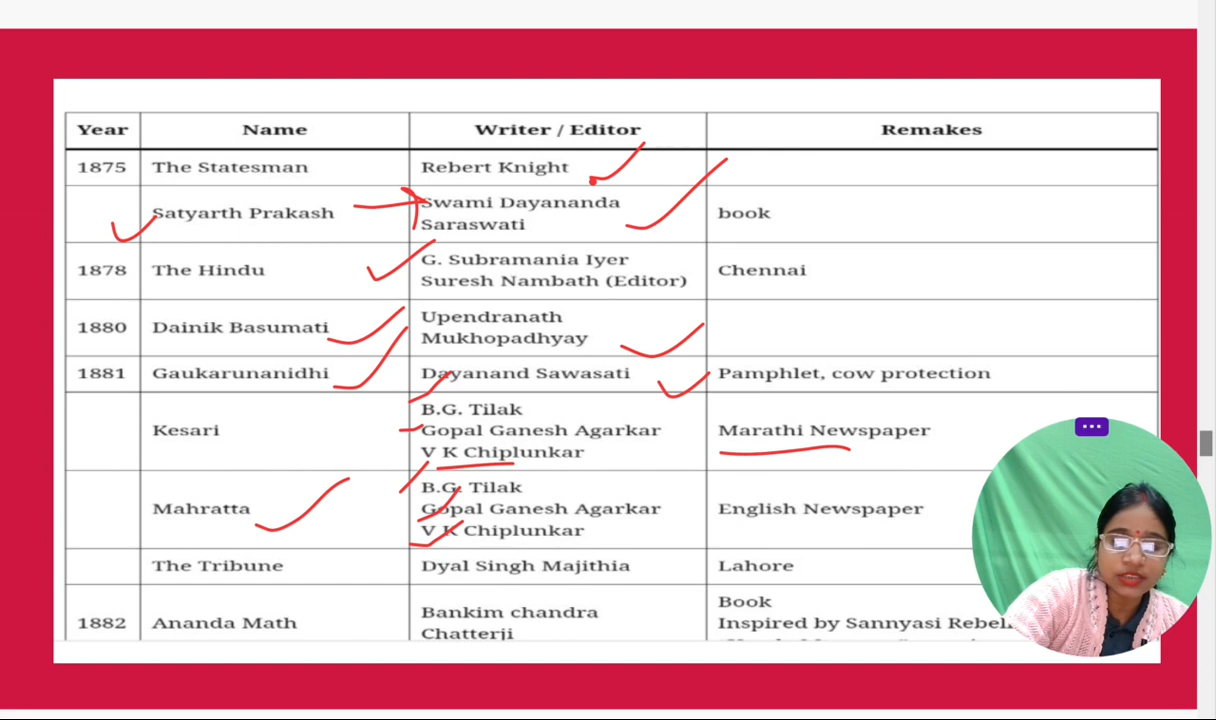 Year Name Writer / Editor Remakes
1875 The Statesman Rebert Knight
Satyarth Prakash Swami Dayananda Saraswati book
1878 The Hindu G. Subramania Iyer
Suresh Nambath (Editor) Chennai
1880 Dainik Basumati Upendranath
Mukhopadhyay
1881 Gaukarunanidhi Dayanand Sawasati Pamphlet, cow protection
Kesari B.G. Tilak
Gopal Ganesh Agarkar
V K Chiplunkar Marathi Newspaper
Mahratta B.G. Tilak
Gopal Ganesh Agarkar
V K Chiplunkar English Newspaper
The Tribune Dyal Singh Majithia Lahore
1882 Ananda Math Bankim chandra
Chatterji Book
Inspired by Sannyasi